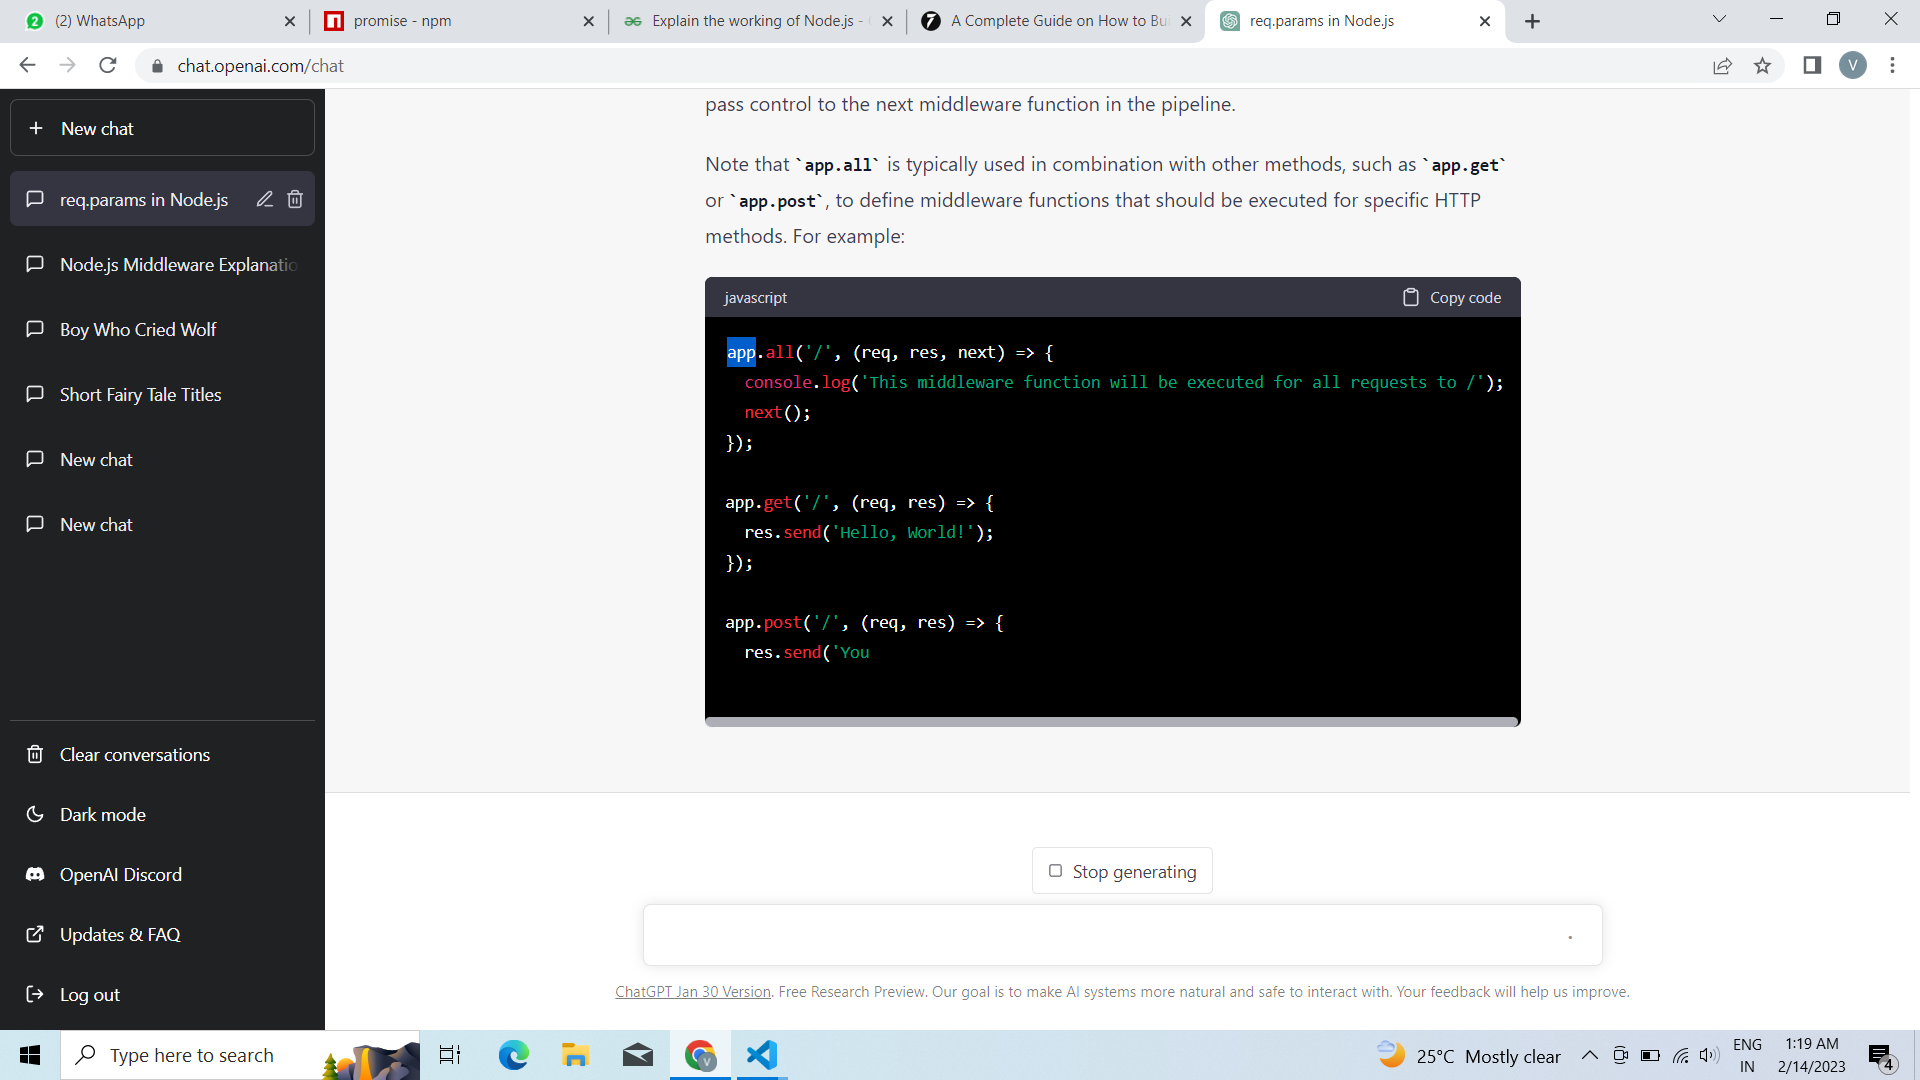 2
(2) WhatsApp
promise - npm
Explain the working of Node.js -
A Complete Guide on How to Bu
req.params in Node.js
chat.openai.com/chat
V
New chat
req.params in Node.js
Node.js Middleware Explanatio
Boy Who Cried Wolf
Short Fairy Tale Titles
New chat
New chat
Clear conversations
Dark mode
OpenAI Discord
Updates & FAQ
Log out
pass control to the next middleware function in the pipeline.
Note that `app.all` is typically used in combination with other methods, such as `app.get`
or `app.post`, to define middleware functions that should be executed for specific HTTP
methods. For example:
javascript
Copy code
app.all('/', (req, res, next) => {
  console.log('This middleware function will be executed for all requests to /');
  next();
});
app.get('/', (req, res) => {
  res.send('Hello, World!');
});
app.post('/', (req, res) => {
  res.send('You
Stop generating
ChatGPT Jan 30 Version. Free Research Preview. Our goal is to make AI systems more natural and safe to interact with. Your feedback will help us improve.
Type here to search
V
25°C Mostly clear
ENG
IN
1:19 AM
2/14/2023
4